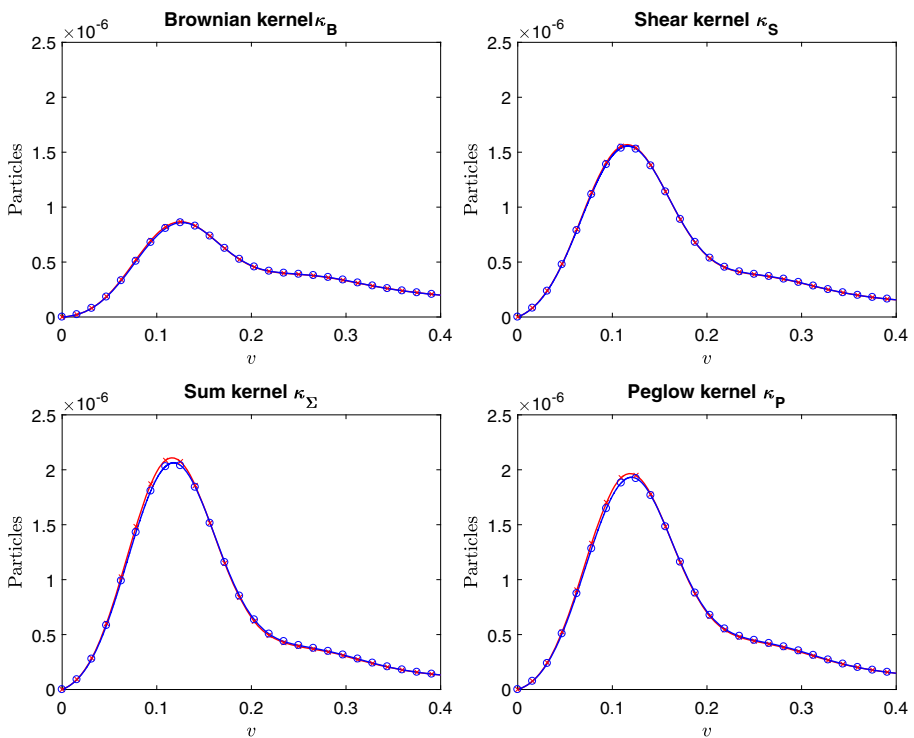 Brownian kernelκB
×10-6
2.5
2
1.5
1
0.5
0
Particles
0 0.1 0.2 0.3 0.4
v
Shear kernel κS
×10-6
2.5
2
1.5
1
0.5
0
Particles
0 0.1 0.2 0.3 0.4
v
Sum kernel κΣ
×10-6
2.5
2
1.5
1
0.5
0
Particles
0 0.1 0.2 0.3 0.4
v
Peglow kernel κP
×10-6
2.5
2
1.5
1
0.5
0
Particles
0 0.1 0.2 0.3 0.4
v